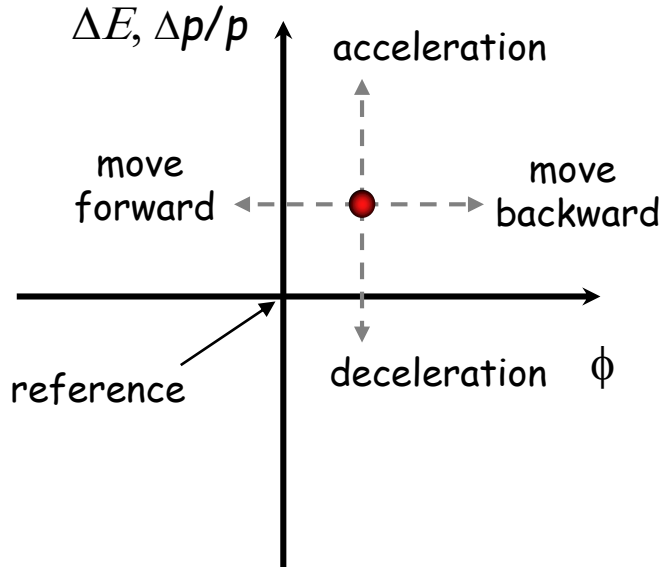 ΔE, Δp/p
acceleration
move
forward
move
backward
reference
deceleration
ϕ